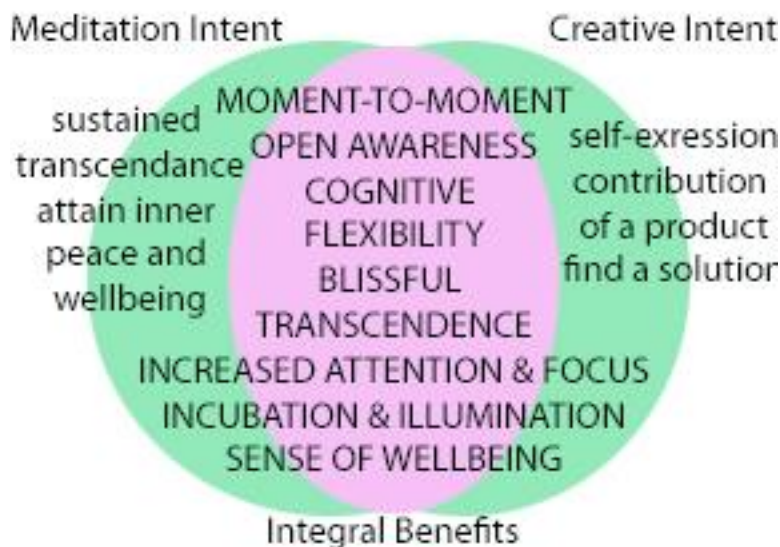 Meditation Intent
Creative Intent
sustained
transcendance
attain inner
peace and
wellbeing
MOMENT-TO-MOMENT
OPEN AWARENESS
COGNITIVE
FLEXIBILITY
BLISSFUL
TRANSCENDENCE
INCREASED ATTENTION & FOCUS
INCUBATION & ILLUMINATION
SENSE OF WELLBEING
self-exression
contribution
of a product
find a solution
Integral Benefits